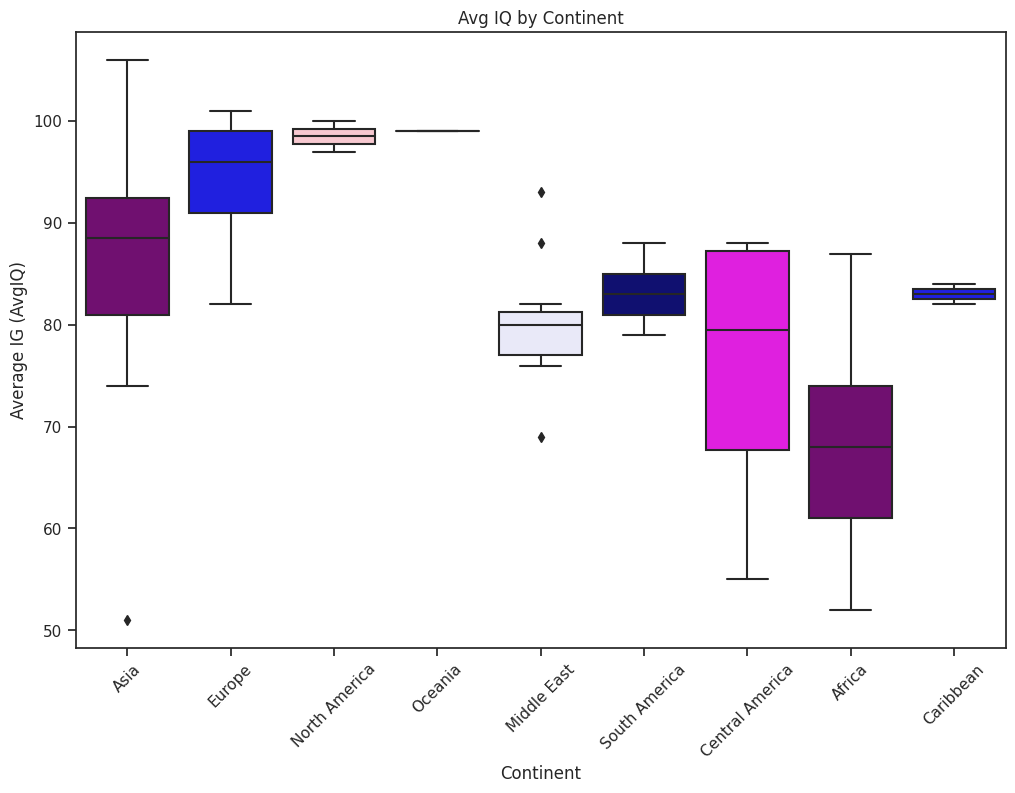 Avg IQ by Continent
Average IG (AvgIQ)
100
90
80
70
60
50
Asia
Europe
North America
Oceania
Middle East
South America
Central America
Africa
Caribbean
Continent